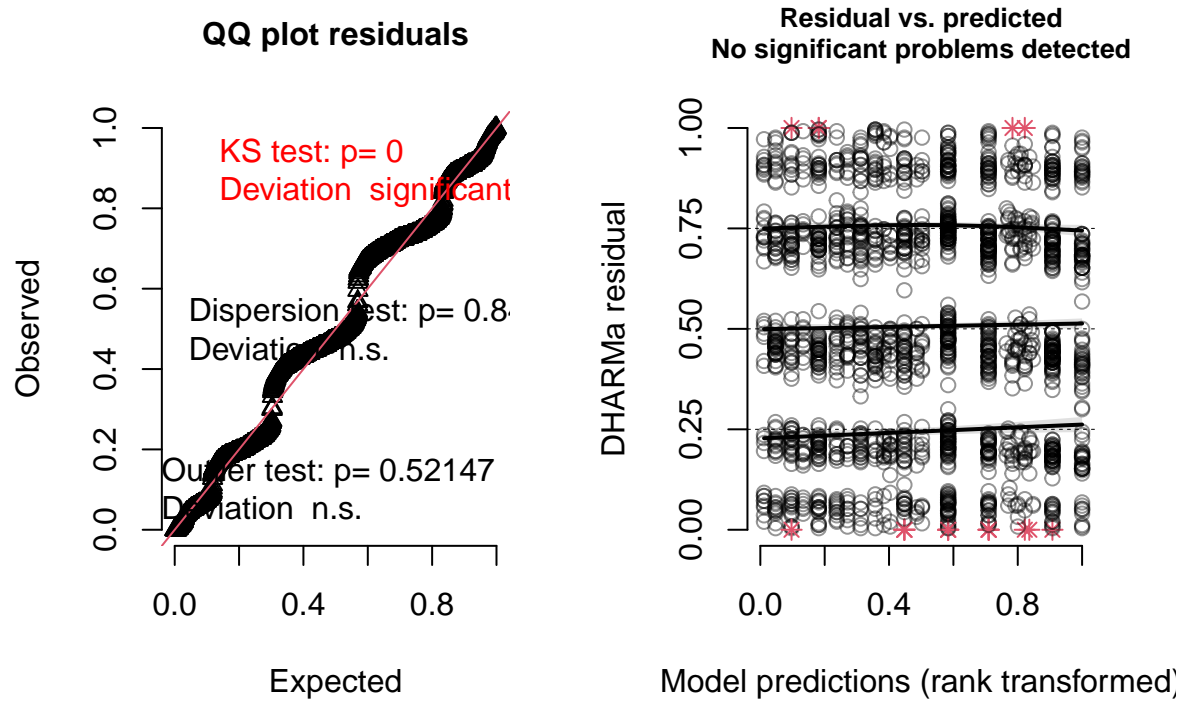 QQ plot residuals
KS test: p= 0
Deviation  significant
Dispersion test: p= 0.84
Deviation  n.s.
Outlier test: p= 0.52147
Deviation  n.s.
Observed
0.0 0.2 0.4 0.6 0.8 1.0
0.0 0.4 0.8
Expected
Residual vs. predicted
No significant problems detected
DHARMa residual
0.00 0.25 0.50 0.75 1.00
0.0 0.4 0.8
Model predictions (rank transformed)